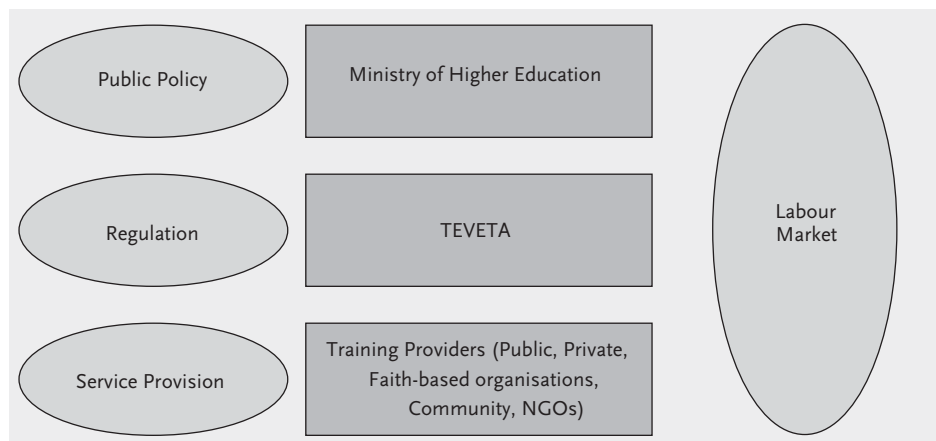 Public Policy
Ministry of Higher Education
Regulation
TEVETA
Labour
Market
Service Provision
Training Providers (Public, Private,
Faith-based organisations,
Community, NGOs)